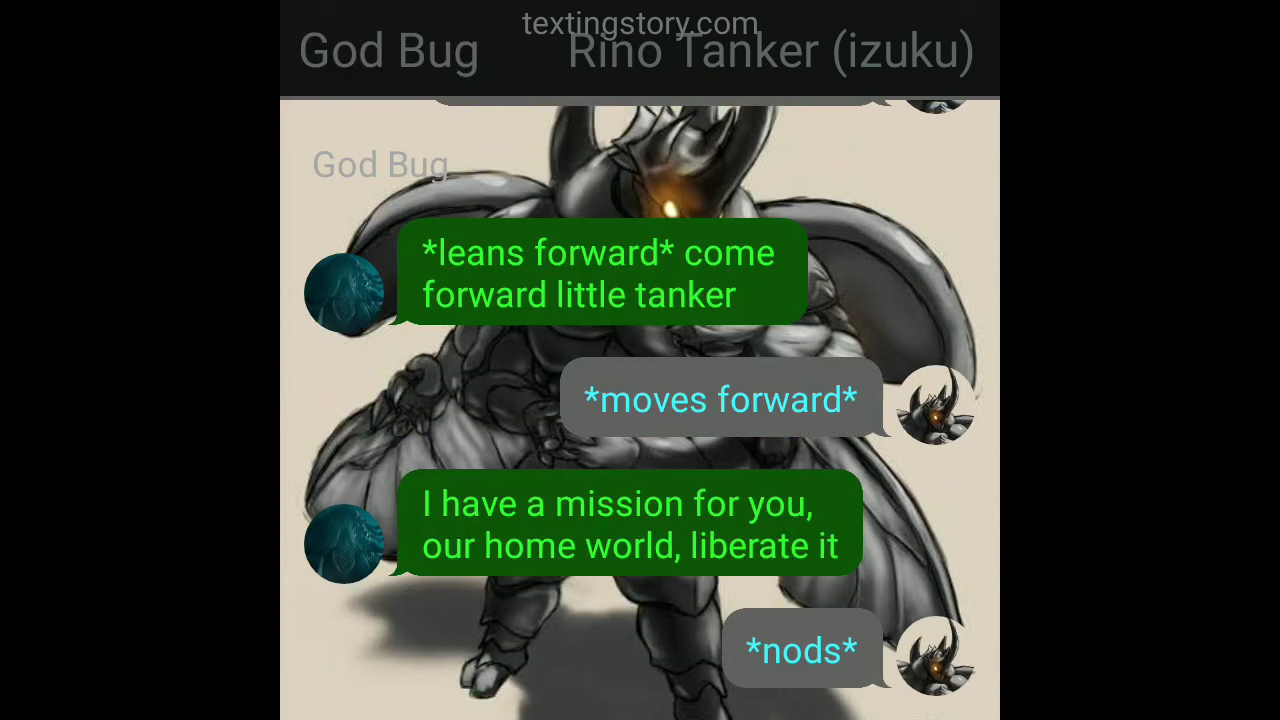 textingstory.com
God Bug
Rino Tanker (izuku)
God Bug
*leans forward* come
forward little tanker
*moves forward*
I have a mission for you,
our home world, liberate it
*nods*